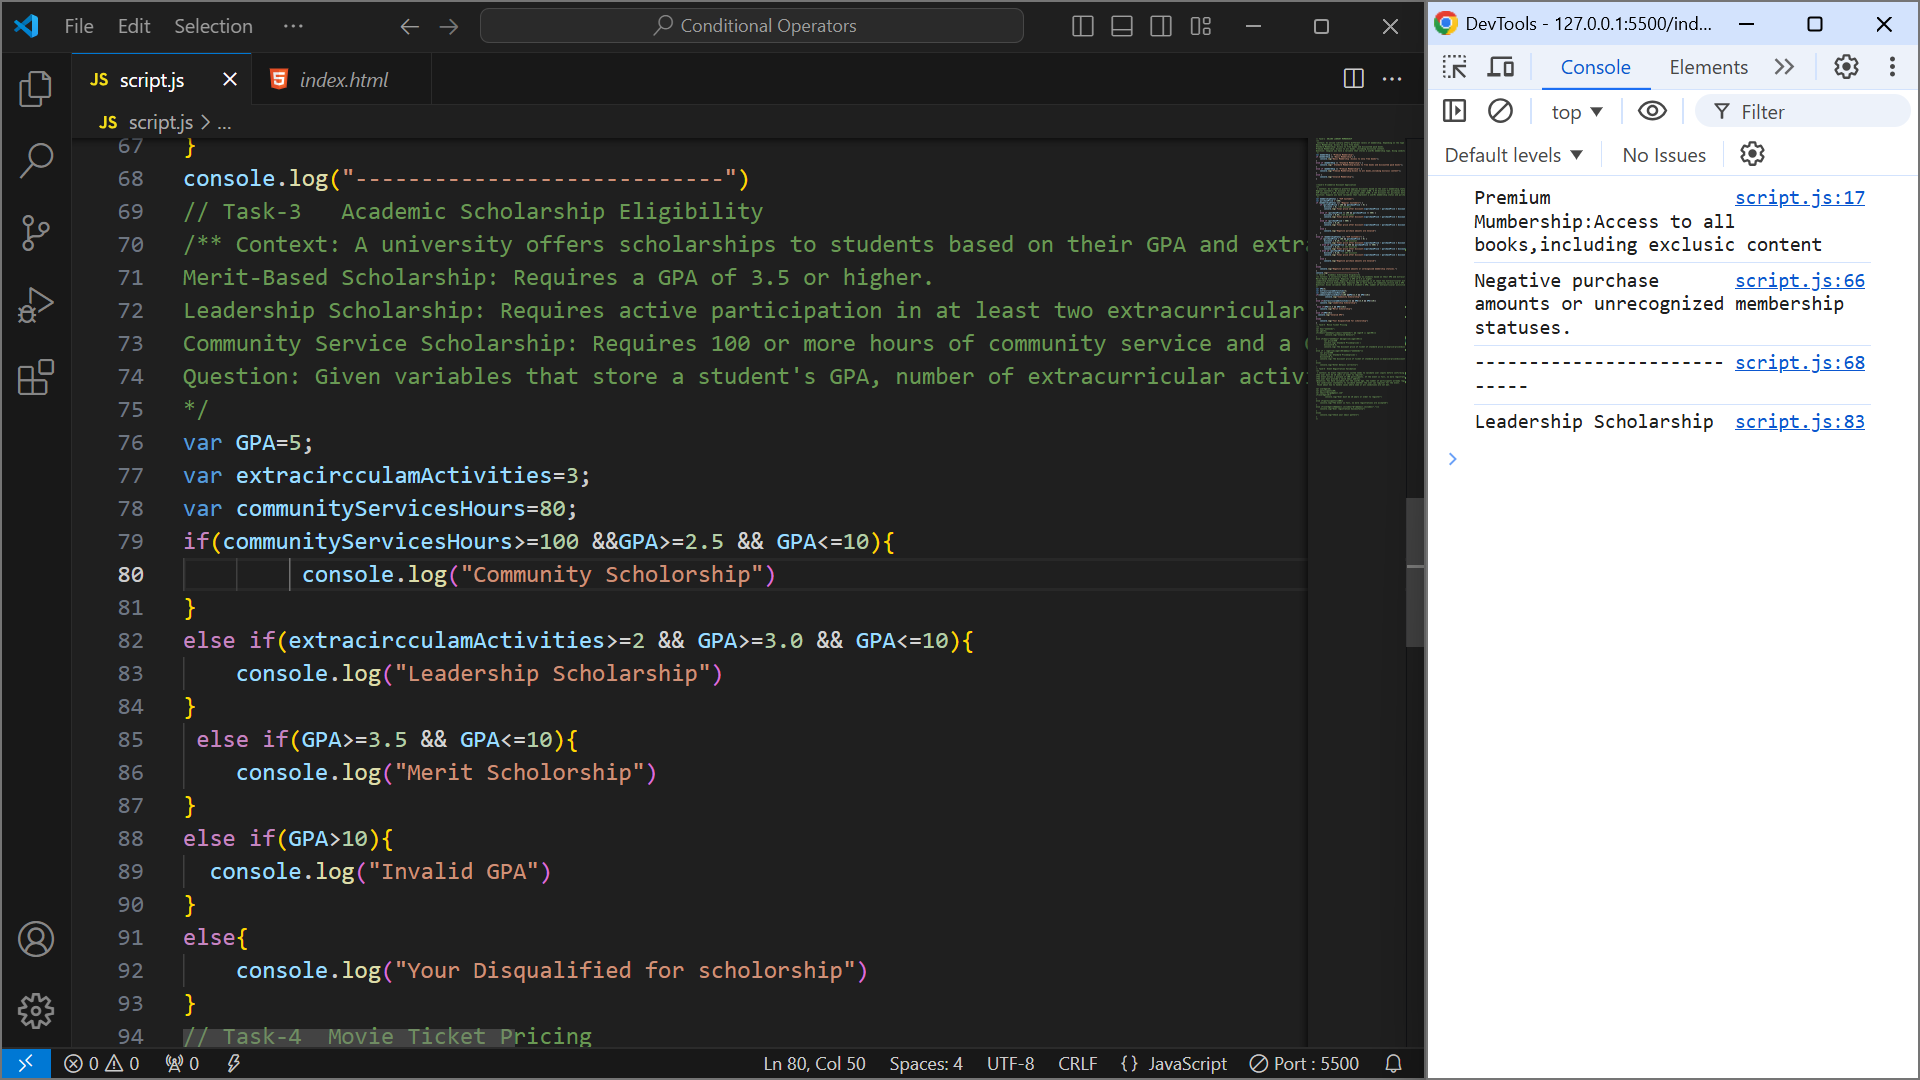 File Edit Selection ··· Conditional Operators
JS script.js index.html
JS script.js > ...
67 }
68 console.log("----------------------------")
69 // Task-3   Academic Scholarship Eligibility
70 /** Context: A university offers scholarships to students based on their GPA and extr
71 Merit-Based Scholarship: Requires a GPA of 3.5 or higher.
72 Leadership Scholarship: Requires active participation in at least two extracurricular
73 Community Service Scholarship: Requires 100 or more hours of community service and a
74 Question: Given variables that store a student's GPA, number of extracurricular activ
75 */
76 var GPA=5;
77 var extracircculamActivities=3;
78 var communityServicesHours=80;
79 if(communityServicesHours>=100 &&GPA>=2.5 && GPA<=10){
80 console.log("Community Scholorship")
81 }
82 else if(extracircculamActivities>=2 && GPA>=3.0 && GPA<=10){
83 console.log("Leadership Scholarship")
84 }
85 else if(GPA>=3.5 && GPA<=10){
86 console.log("Merit Scholorship")
87 }
88 else if(GPA>10){
89 console.log("Invalid GPA")
90 }
91 else{
92 console.log("Your Disqualified for scholorship")
93 }
94 // Task-4  Movie Ticket Pricing
0 0 0 Ln 80, Col 50 Spaces: 4 UTF-8 CRLF {} JavaScript Port : 5500
DevTools - 127.0.0.1:5500/ind...
Console Elements
top Filter
Default levels No Issues
Premium script.js:17
Mumbership:Access to all
books,including exclusic content
Negative purchase script.js:66
amounts or unrecognized membership
statuses.
----------------------- script.js:68
-----
Leadership Scholarship script.js:83